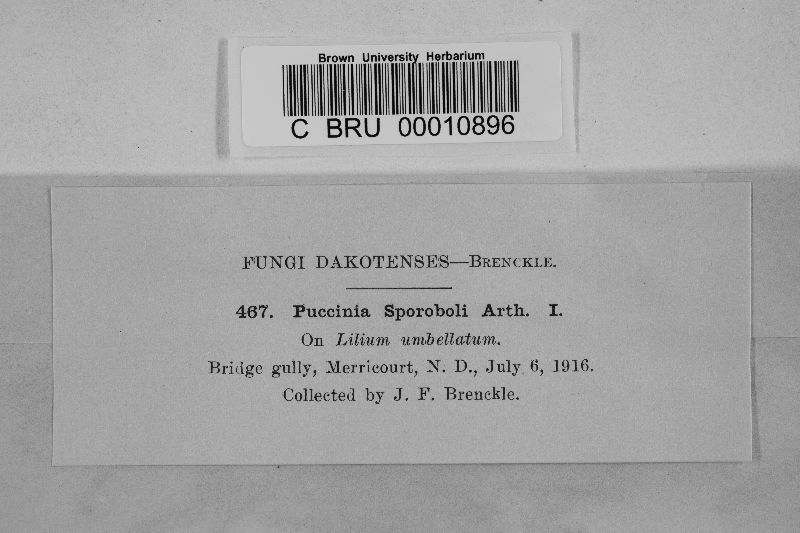 Brown University Herbarium
C BRU 00010896
FUNGI DAKOTENSES—BRENCKLE.
467. Puccinia Sporoboli Arth. I.
On Lilium umbellatum.
Bridge gully, Merricourt, N. D., July 6, 1916.
Collected by J. F. Brenckle.